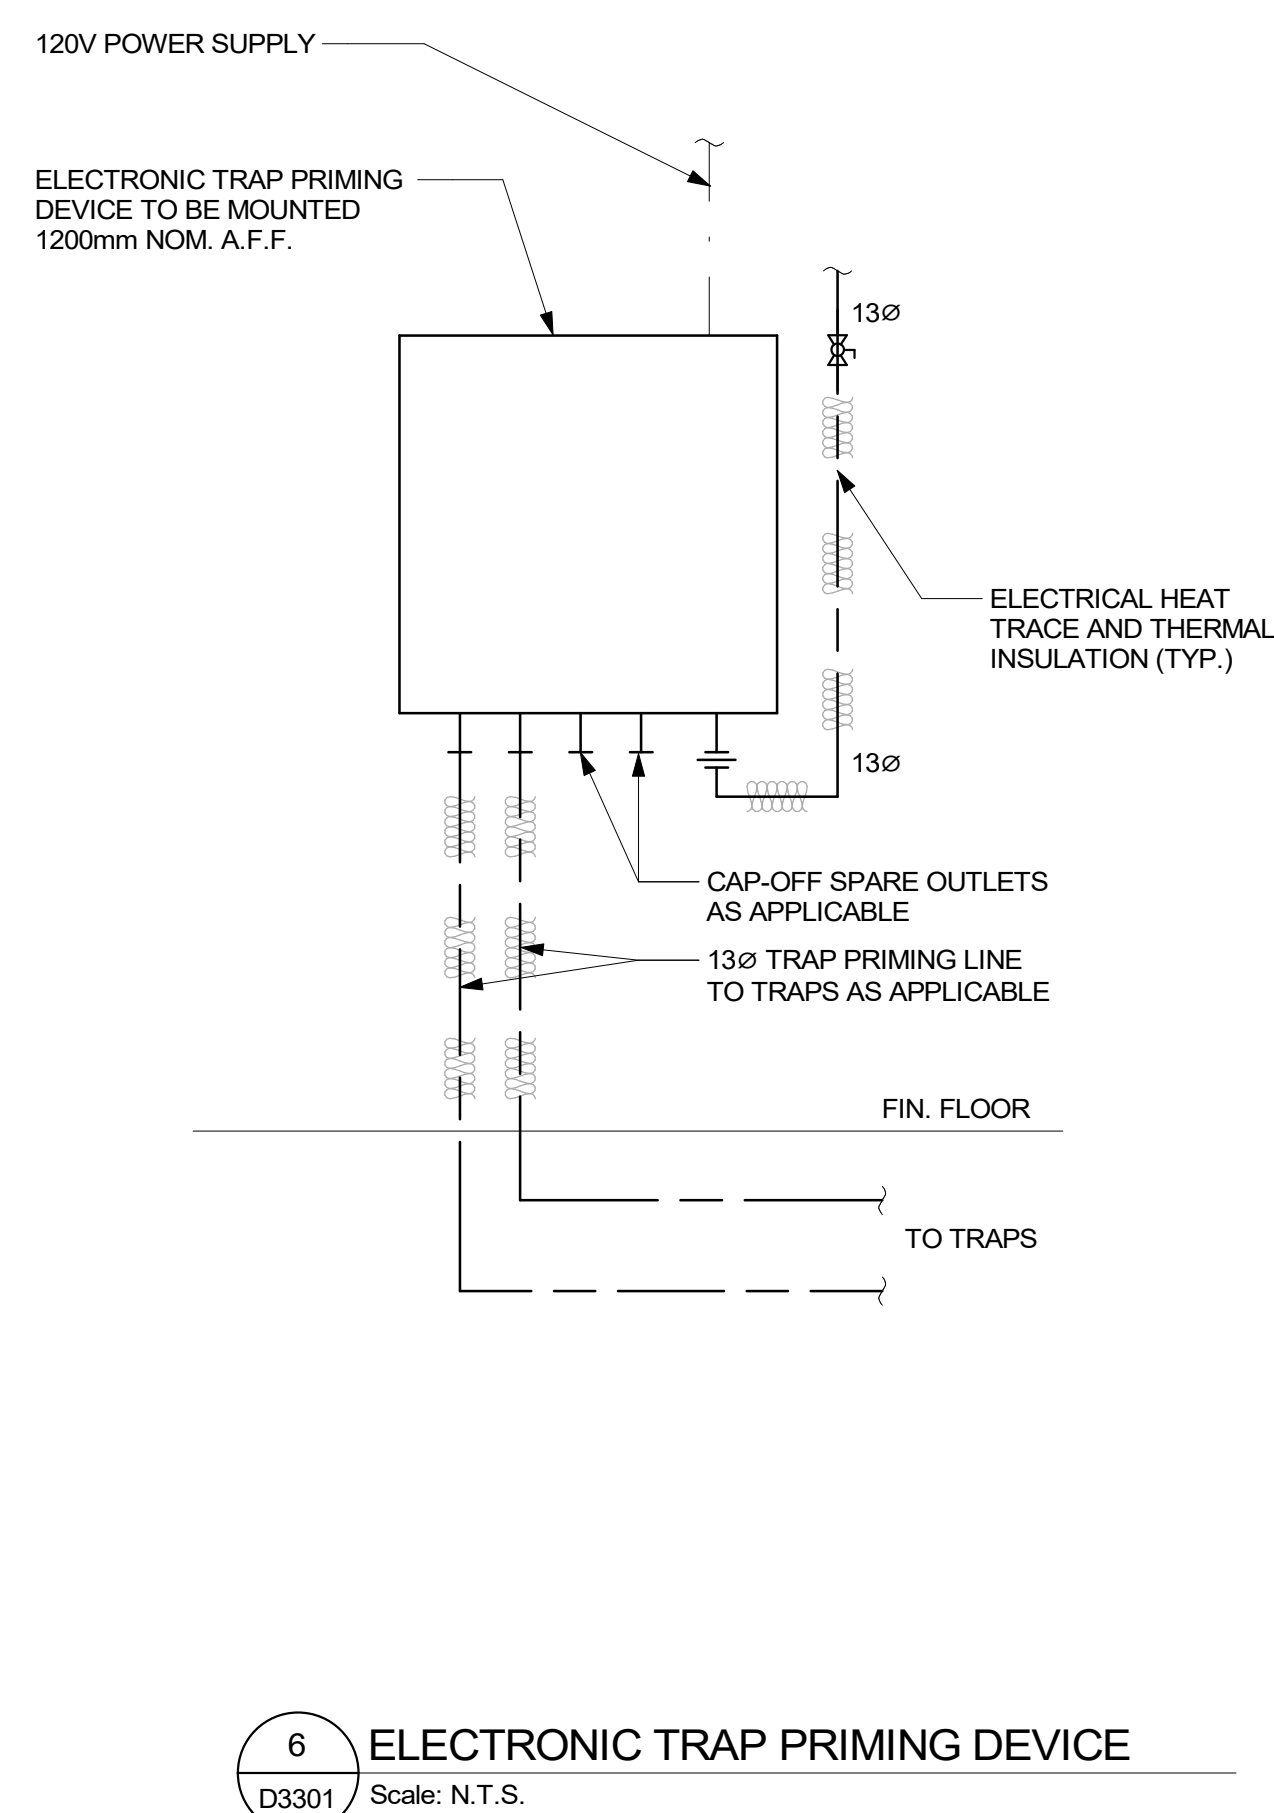 120V POWER SUPPLY
ELECTRONIC TRAP PRIMING
DEVICE TO BE MOUNTED
1200mm NOM. A.F.F.
13Ø
ELECTRICAL HEAT
TRACE AND THERMAL
INSULATION (TYP.)
13Ø
CAP-OFF SPARE OUTLETS
AS APPLICABLE
13Ø TRAP PRIMING LINE
TO TRAPS AS APPLICABLE
FIN. FLOOR
TO TRAPS
6
ELECTRONIC TRAP PRIMING DEVICE
D3301
Scale: N.T.S.